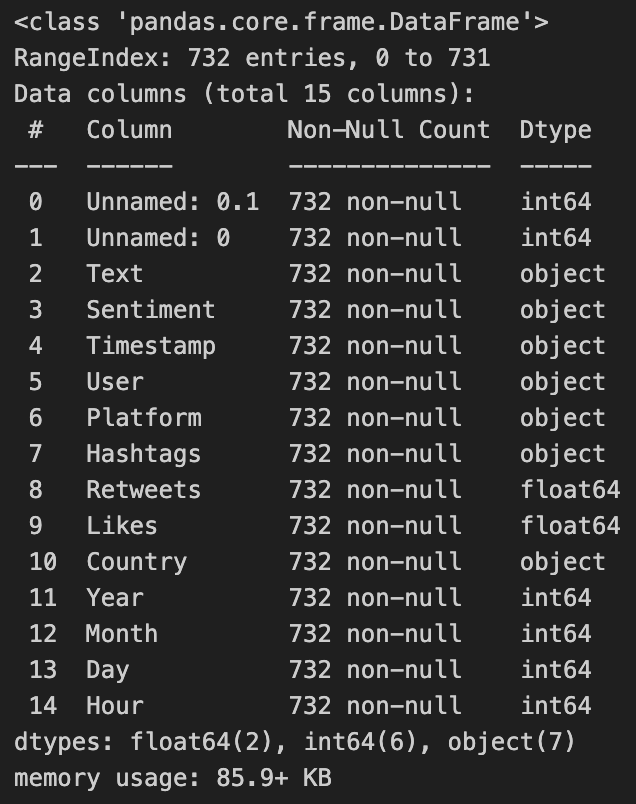 <class 'pandas.core.frame.DataFrame'>
RangeIndex: 732 entries, 0 to 731
Data columns (total 15 columns):
 #   Column        Non-Null Count  Dtype
---  ------        --------------  -----
 0   Unnamed: 0.1  732 non-null    int64
 1   Unnamed: 0    732 non-null    int64
 2   Text          732 non-null    object
 3   Sentiment     732 non-null    object
 4   Timestamp     732 non-null    object
 5   User          732 non-null    object
 6   Platform      732 non-null    object
 7   Hashtags      732 non-null    object
 8   Retweets      732 non-null    float64
 9   Likes         732 non-null    float64
 10  Country       732 non-null    object
 11  Year          732 non-null    int64
 12  Month         732 non-null    int64
 13  Day           732 non-null    int64
 14  Hour          732 non-null    int64
dtypes: float64(2), int64(6), object(7)
memory usage: 85.9+ KB